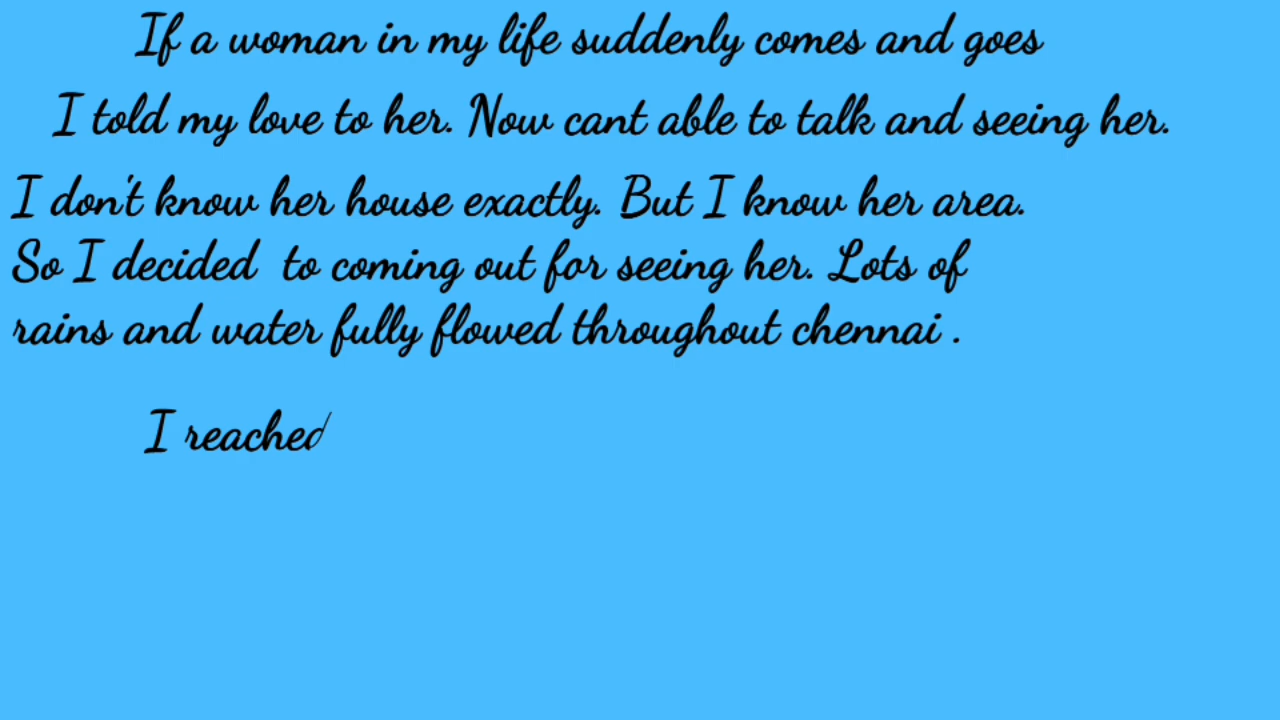 If a woman in my life suddenly comes and goes
I told my love to her. Now cant able to talk and seeing her.
I don't know her house exactly. But I know her area.
So I decided to coming out for seeing her. Lots of
rains and water fully flowed throughout chennai .
I reached